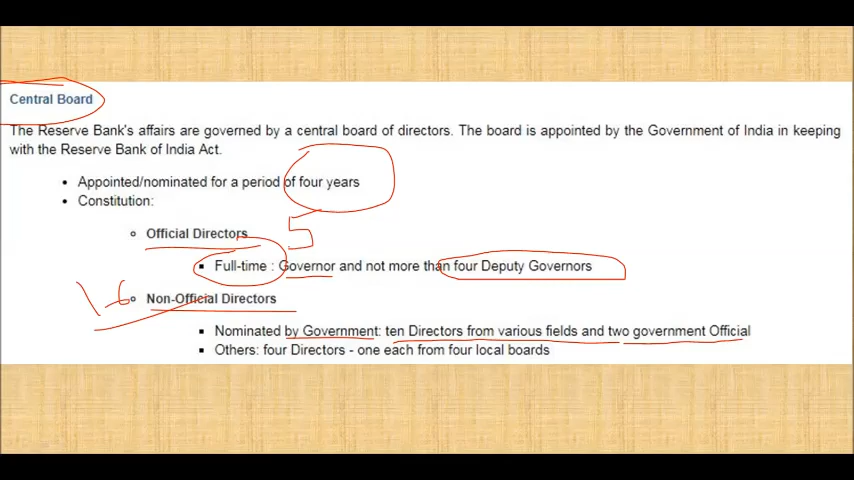 Central Board
The Reserve Bank's affairs are governed by a central board of directors. The board is appointed by the Government of India in keeping
with the Reserve Bank of India Act.
• Appointed/nominated for a period of four years
• Constitution:
5
Official Directors
Full-time : Governor and not more than four Deputy Governors
1-6
Non-Official Directors
Nominated by Government: ten Directors from various fields and two government Official
Others: four Directors - one each from four local boards